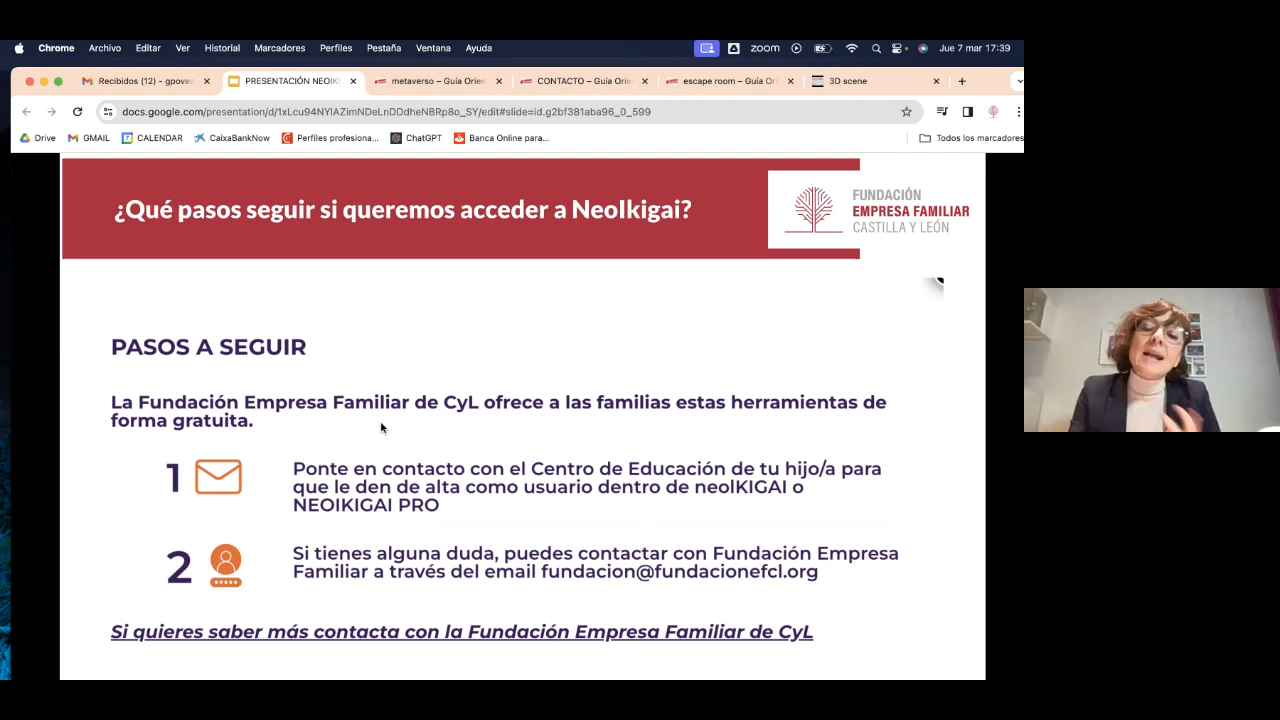 Chrome Archivo Editar Ver Historial Marcadores Perfiles Pestaña Ventana Ayuda zoom Jue 7 mar 17:39
Recibidos (12) - gpoved PRESENTACIÓN NEOIKI metaverso – Guía Orien CONTACTO – Guía Orie escape room – Guía Ori 3D scene
docs.google.com/presentation/d/1xLcu94NYlAZimNDeLnDDdheNBRp8o_SY/edit#slide=id.g2bf381aba96_0_599
Drive GMAIL CALENDAR CaixaBankNow Perfiles profesiona... ChatGPT Banca Online para... Todos los marcadores
¿Qué pasos seguir si queremos acceder a NeoIkigai?
FUNDACIÓN
EMPRESA FAMILIAR
CASTILLA Y LEÓN
PASOS A SEGUIR
La Fundación Empresa Familiar de CyL ofrece a las familias estas herramientas de
forma gratuita.
1
Ponte en contacto con el Centro de Educación de tu hijo/a para
que le den de alta como usuario dentro de neoIKIGAI o
NEOIKIGAI PRO
2
Si tienes alguna duda, puedes contactar con Fundación Empresa
Familiar a través del email fundacion@fundacionefcl.org
Si quieres saber más contacta con la Fundación Empresa Familiar de CyL